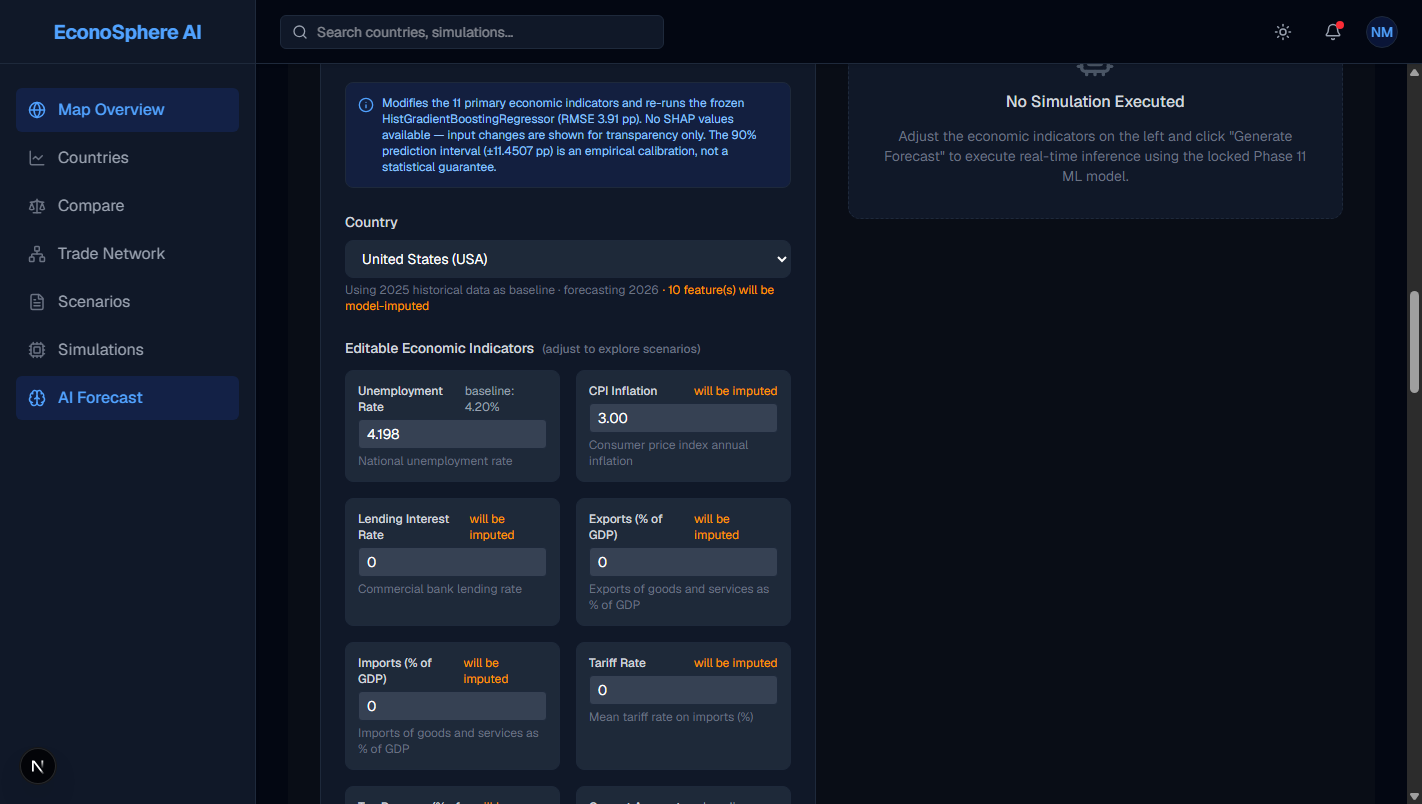 EconoSphere AI
Search countries, simulations...
NM
Map Overview
Countries
Compare
Trade Network
Scenarios
Simulations
AI Forecast
N
Modifies the 11 primary economic indicators and re-runs the frozen
HistGradientBoostingRegressor (RMSE 3.91 pp). No SHAP values
available — input changes are shown for transparency only. The 90%
prediction interval (±11.4507 pp) is an empirical calibration, not a
statistical guarantee.
Country
United States (USA)
Using 2025 historical data as baseline · forecasting 2026 · 10 feature(s) will be
model-imputed
Editable Economic Indicators (adjust to explore scenarios)
Unemployment
Rate
baseline:
4.20%
4.198
National unemployment rate
CPI Inflation
will be imputed
3.00
Consumer price index annual
inflation
Lending Interest
Rate
will be
imputed
0
Commercial bank lending rate
Exports (% of
GDP)
will be
imputed
0
Exports of goods and services as
% of GDP
Imports (% of
GDP)
will be
imputed
0
Imports of goods and services as
% of GDP
Tariff Rate
will be imputed
0
Mean tariff rate on imports (%)
No Simulation Executed
Adjust the economic indicators on the left and click "Generate
Forecast" to execute real-time inference using the locked Phase 11
ML model.